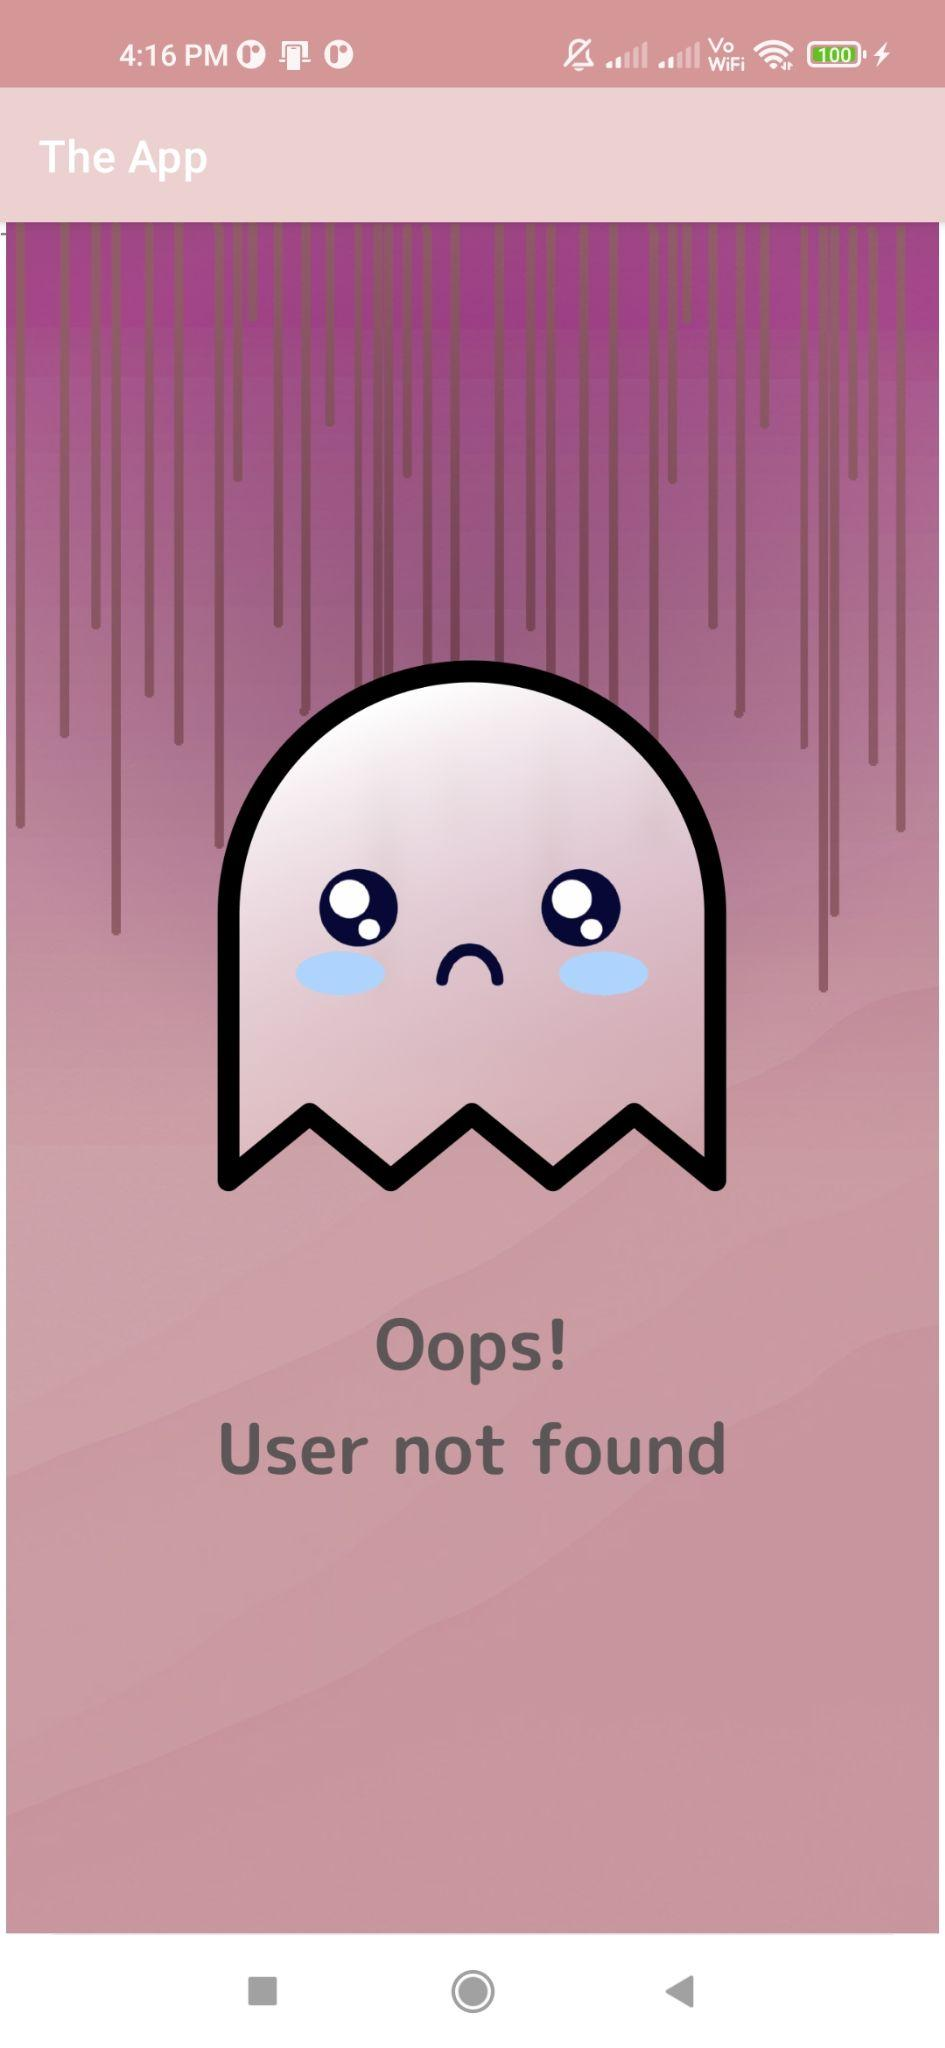 4:16 PM
Vo
WiFi
100
The App
Oops!
User not found